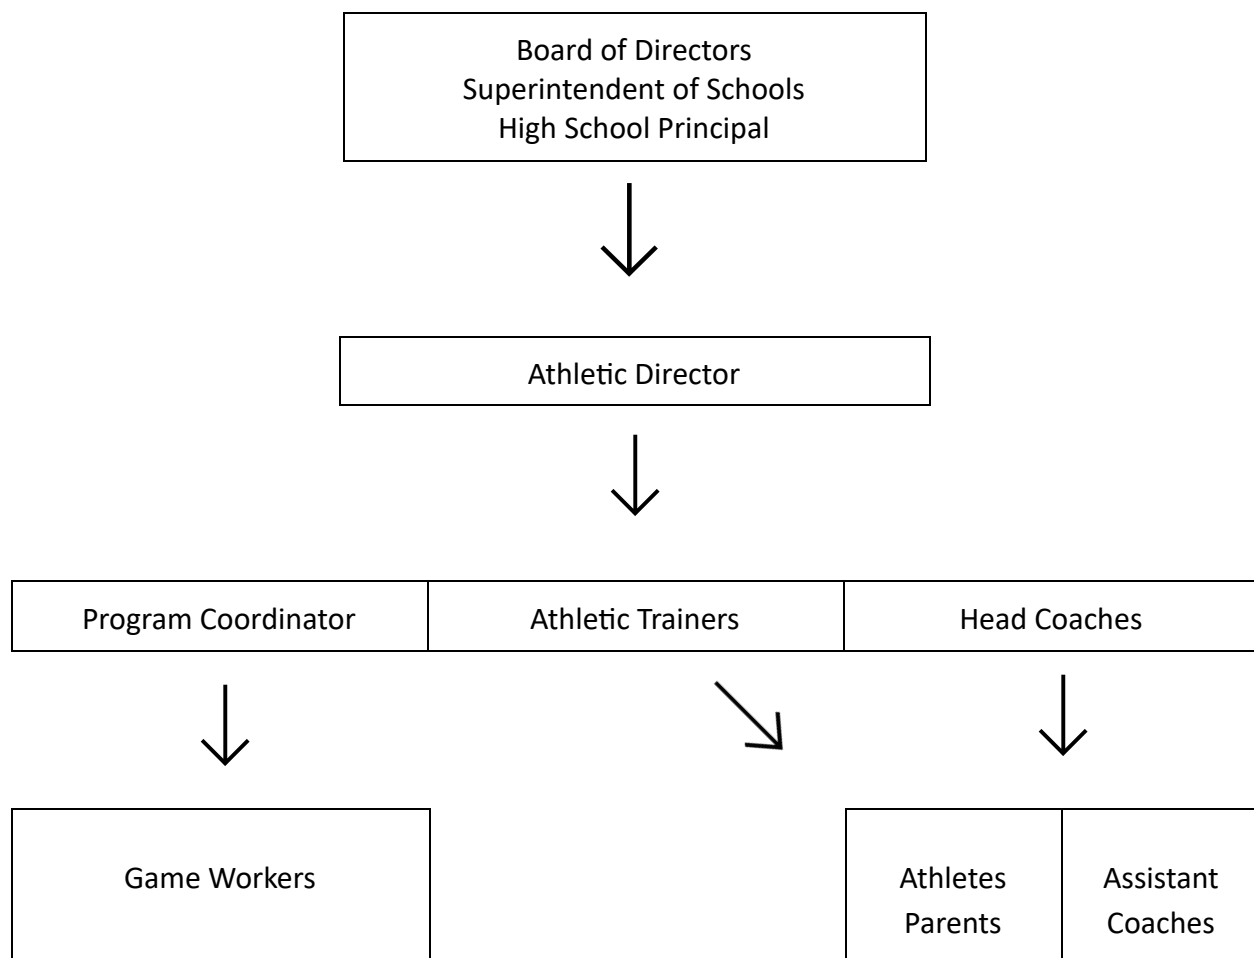 Board of Directors
Superintendent of Schools
High School Principal
Athletic Director
Program Coordinator
Athletic Trainers
Head Coaches
Game Workers
Athletes
Parents
Assistant
Coaches